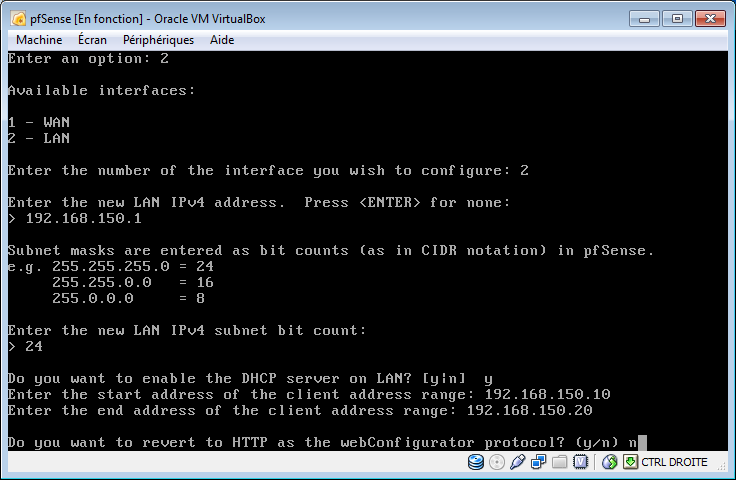 pfSense [En fonction] - Oracle VM VirtualBox
Machine Écran Périphériques Aide
Enter an option: 2
Available interfaces:
1 - WAN
2 - LAN
Enter the number of the interface you wish to configure: 2
Enter the new LAN IPv4 address.  Press <ENTER> for none:
> 192.168.150.1
Subnet masks are entered as bit counts (as in CIDR notation) in pfSense.
e.g. 255.255.255.0 = 24
     255.255.0.0   = 16
     255.0.0.0     = 8
Enter the new LAN IPv4 subnet bit count:
> 24
Do you want to enable the DHCP server on LAN? [y|n]  y
Enter the start address of the client address range: 192.168.150.10
Enter the end address of the client address range: 192.168.150.20
Do you want to revert to HTTP as the webConfigurator protocol? (y/n) n
CTRL DROITE